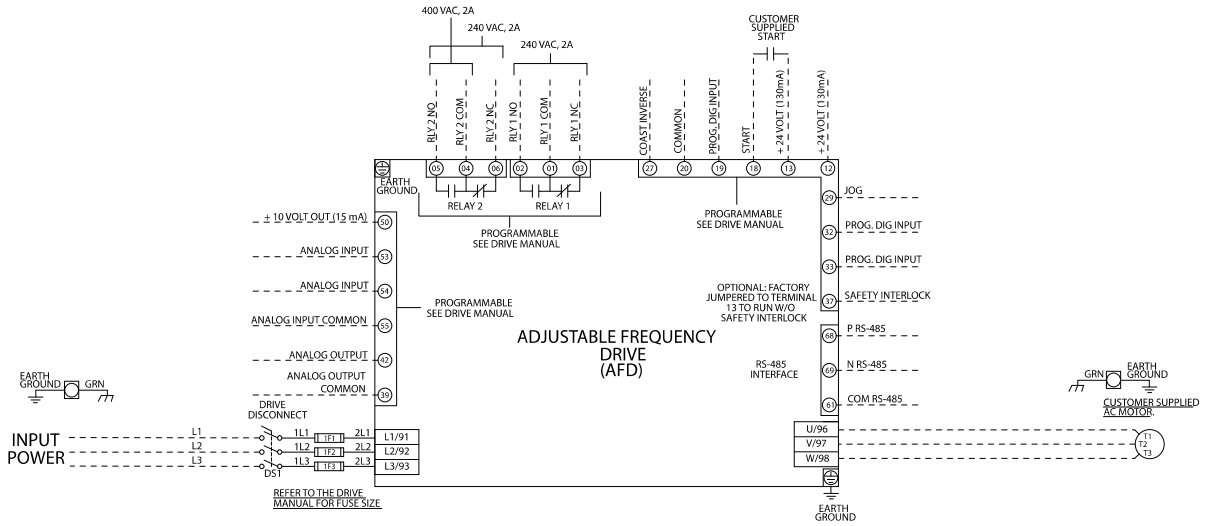 400 VAC, 2A
240 VAC, 2A
240 VAC, 2A
CUSTOMER
SUPPLIED
START
RLY 2 NO
RLY 2 COM
RLY 2 NC
RLY 1 NO
RLY 1 COM
RLY 1 NC
COAST INVERSE
COMMON
PROG. DIG INPUT
START
+ 24 VOLT (130mA)
+ 24 VOLT (130mA)
05
04
06
02
01
03
27
20
19
18
13
12
EARTH
GROUND
RELAY 2
RELAY 1
PROGRAMMABLE
SEE DRIVE MANUAL
PROGRAMMABLE
SEE DRIVE MANUAL
29 JOG
32 PROG. DIG INPUT
33 PROG. DIG INPUT
37 SAFETY INTERLOCK
OPTIONAL: FACTORY
JUMPERED TO TERMINAL
13 TO RUN W/O
SAFETY INTERLOCK
+ 10 VOLT OUT (15 mA) 50
ANALOG INPUT 53
ANALOG INPUT 54
ANALOG INPUT COMMON 55
ANALOG OUTPUT 42
ANALOG OUTPUT
COMMON 39
PROGRAMMABLE
SEE DRIVE MANUAL
ADJUSTABLE FREQUENCY
DRIVE
(AFD)
68 P RS-485
69 N RS-485
61 COM RS-485
RS-485
INTERFACE
EARTH
GROUND
GRN
DRIVE
DISCONNECT
INPUT
POWER
L1
L2
L3
DS1
1L1 1F1 2L1 L1/91
1L2 1F2 2L2 L2/92
1L3 1F3 2L3 L3/93
REFER TO THE DRIVE
MANUAL FOR FUSE SIZE
U/96
V/97
W/98
EARTH
GROUND
GRN
EARTH
GROUND
CUSTOMER SUPPLIED
AC MOTOR.
T1
T2
T3